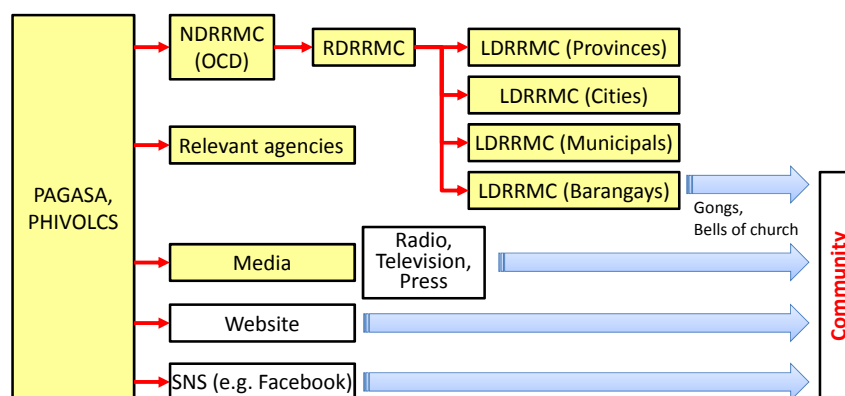 PAGASA,
PHIVOLCS
NDRRMC
(OCD)
RDRRMC
LDRRMC (Provinces)
LDRRMC (Cities)
LDRRMC (Municipals)
LDRRMC (Barangays)
Gongs,
Bells of church
Relevant agencies
Media
Radio,
Television,
Press
Website
SNS (e.g. Facebook)
Community